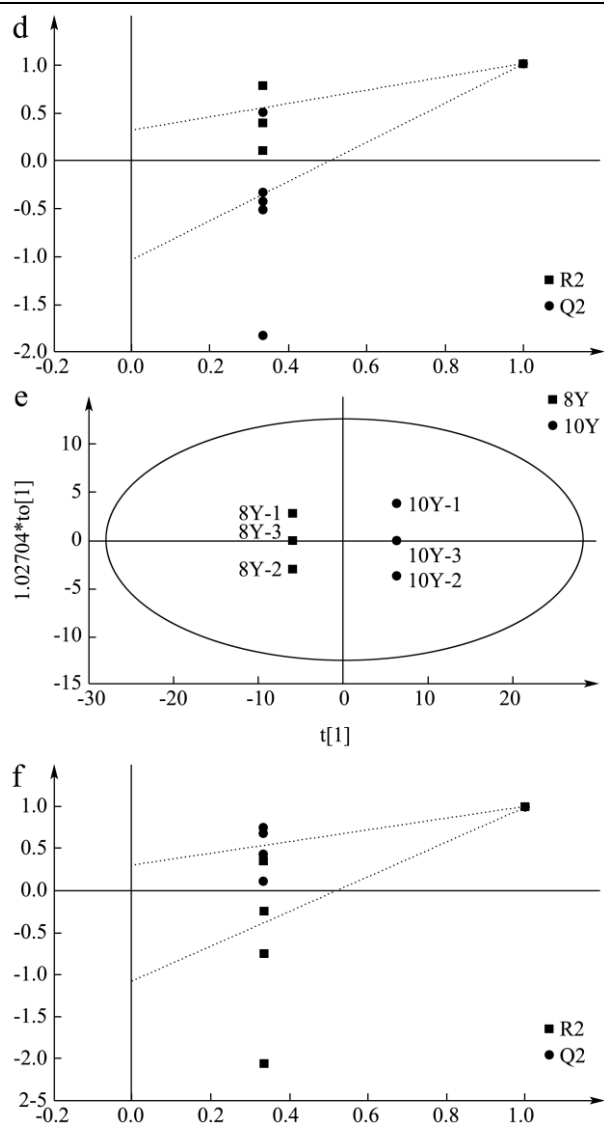 d
1.0
0.5
0.0
-0.5
-1.0
-1.5
-2.0
■ R2
● Q2
-0.2 0.0 0.2 0.4 0.6 0.8 1.0
e
■ 8Y
● 10Y
10
5
0
-5
-10
-15
1.02704*to[1]
8Y-1
8Y-3
8Y-2
10Y-1
10Y-3
10Y-2
-30 -20 -10 0 10 20
t[1]
f
1.0
0.5
0.0
-0.5
-1.0
-1.5
-2.0
2-5
■ R2
● Q2
-0.2 0.0 0.2 0.4 0.6 0.8 1.0